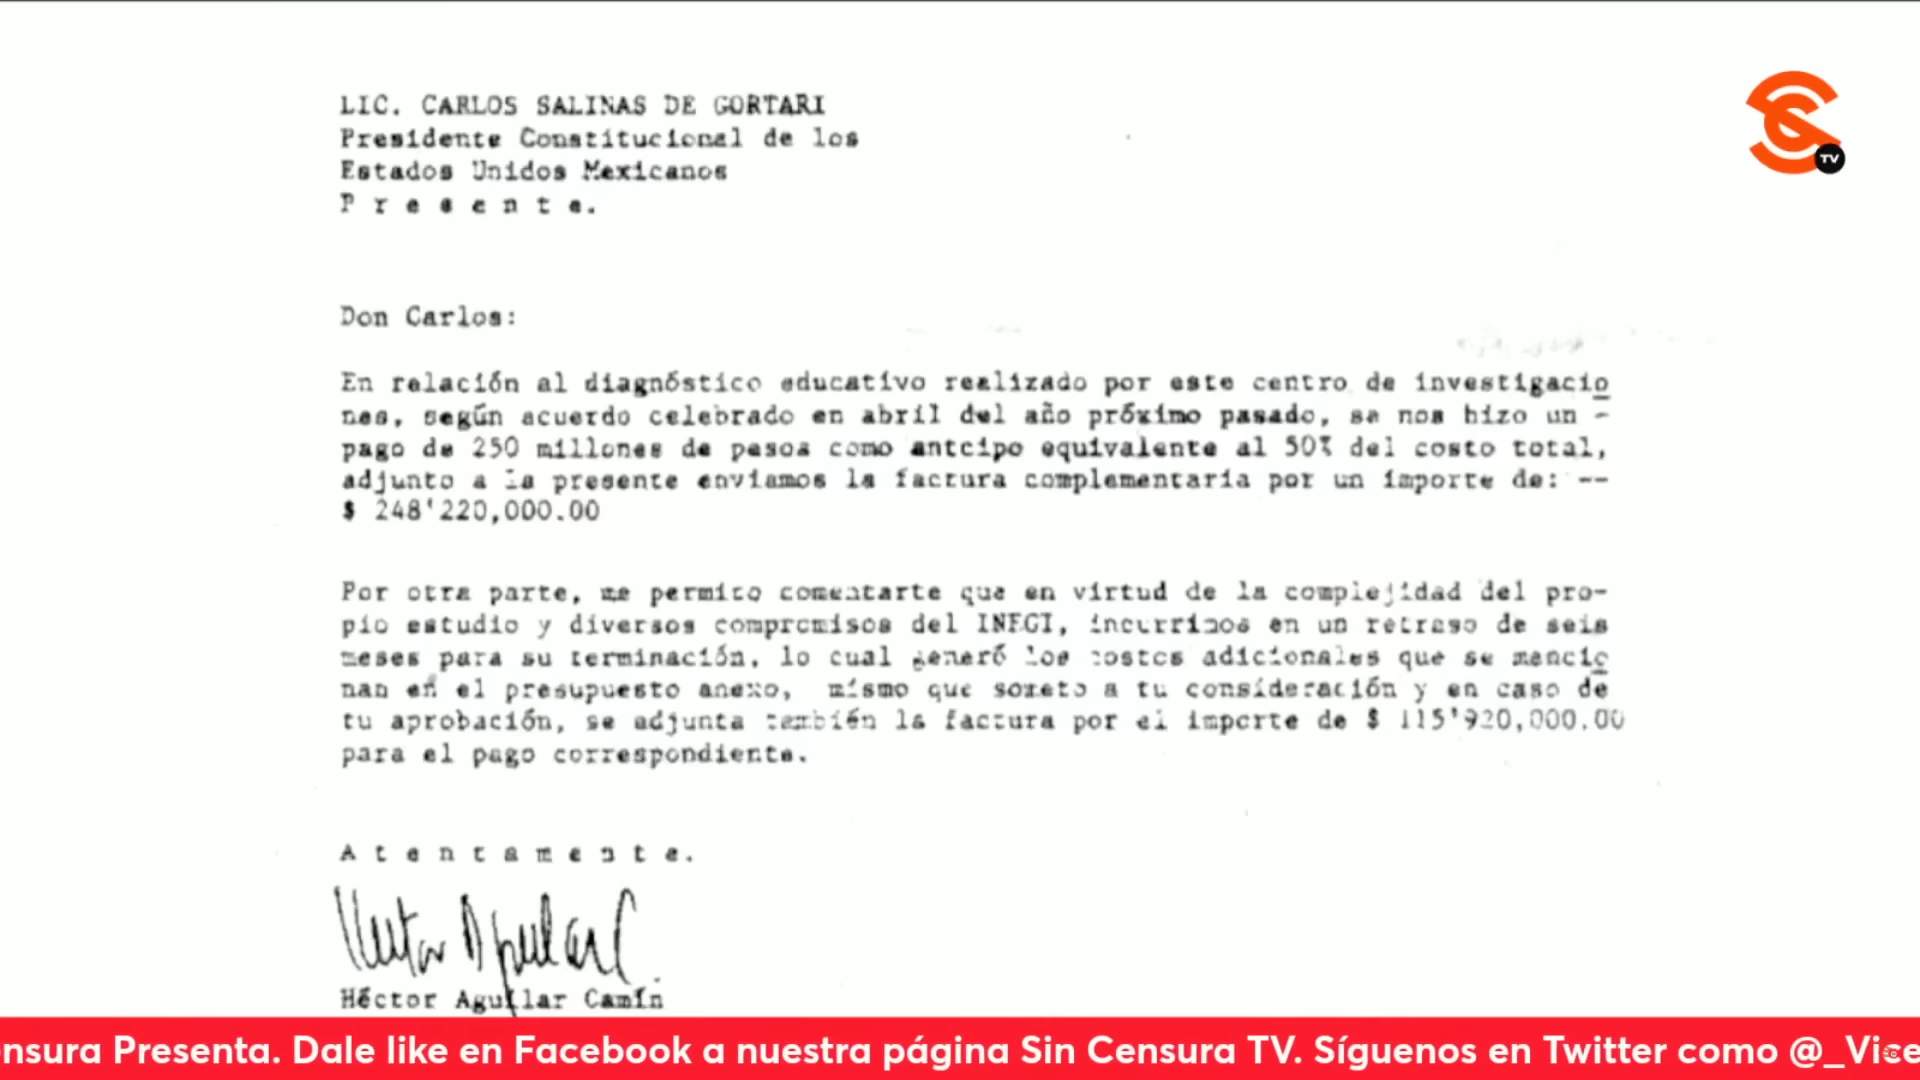 LIC. CARLOS SALINAS DE GORTARI
Presidente Constitucional de los
Estados Unidos Mexicanos
P r e s e n t e.
TV
Don Carlos:
En relación al diagnóstico educativo realizado por este centro de investigacio
nes, según acuerdo celebrado en abril del año próximo pasado, se nos hizo un -
pago de 250 millones de pesos como antcipo equivalente al 50% del costo total,
adjunto a la presente enviamos la factura complementaria por un importe de: --
$ 248'220,000.00
Por otra parte, me permito comentarte que en virtud de la complejidad del pro-
pio estudio y diversos compromisos del INEGI, incurrimos en un retraso de seis
meses para su terminación, lo cual generó los costos adicionales que se mencio
nan en el presupuesto anexo, mismo que someto a tu consideración y en caso de
tu aprobación, se adjunta también la factura por el importe de $ 115'920,000.00
para el pago correspondiente.
A t e n t a m e n t e.
Héctor Aguilar C
Héctor Aguilar Camín
ensura Presenta. Dale like en Facebook a nuestra página Sin Censura TV. Síguenos en Twitter como @_Vice